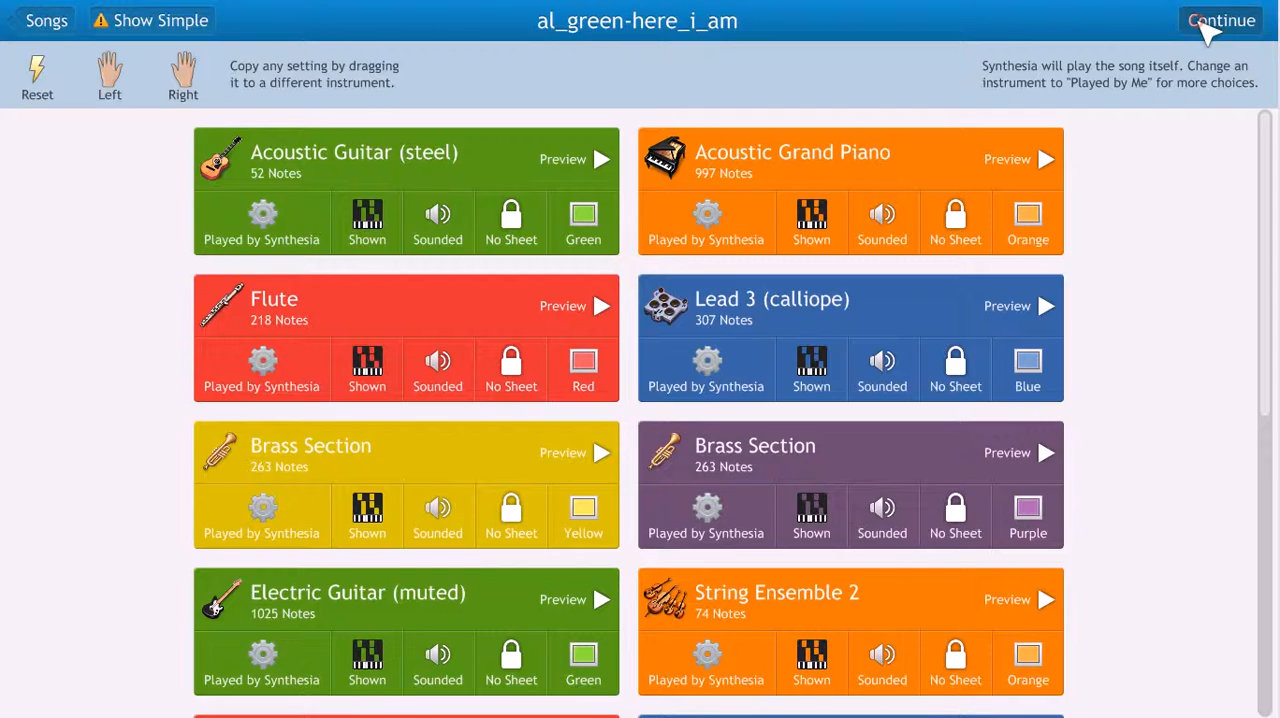 Songs
Show Simple
al_green-here_i_am
Continue
Reset
Left
Right
Copy any setting by dragging
it to a different instrument.
Synthesia will play the song itself. Change an
instrument to "Played by Me" for more choices.
Acoustic Guitar (steel)
52 Notes
Preview
Played by Synthesia
Shown
Sounded
No Sheet
Green
Acoustic Grand Piano
997 Notes
Preview
Played by Synthesia
Shown
Sounded
No Sheet
Orange
Flute
218 Notes
Preview
Played by Synthesia
Shown
Sounded
No Sheet
Red
Lead 3 (calliope)
307 Notes
Preview
Played by Synthesia
Shown
Sounded
No Sheet
Blue
Brass Section
263 Notes
Preview
Played by Synthesia
Shown
Sounded
No Sheet
Yellow
Brass Section
263 Notes
Preview
Played by Synthesia
Shown
Sounded
No Sheet
Purple
Electric Guitar (muted)
1025 Notes
Preview
Played by Synthesia
Shown
Sounded
No Sheet
Green
String Ensemble 2
74 Notes
Preview
Played by Synthesia
Shown
Sounded
No Sheet
Orange